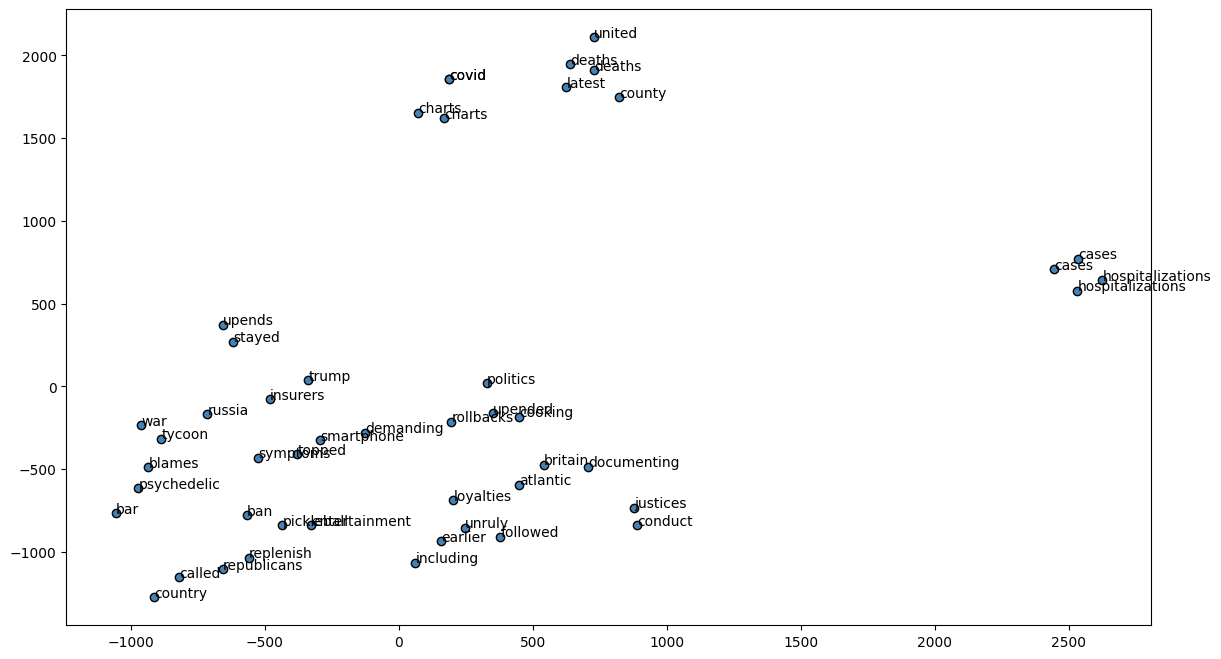 united
deaths
deaths
covid
latest
county
charts
charts
cases
cases
hospitalizations
hospitalizations
upends
stayed
trump
politics
insurers
russia
upended
cooking
rollbacks
war
tycoon
demanding
smartphone
topped
symptoms
blames
britain
documenting
psychedelic
atlantic
loyalties
justices
bar
ban
pickleball
entertainment
conduct
unruly
followed
earlier
including
replenish
republicans
called
country
2000
1500
1000
500
0
−500
−1000
−1000 −500 0 500 1000 1500 2000 2500